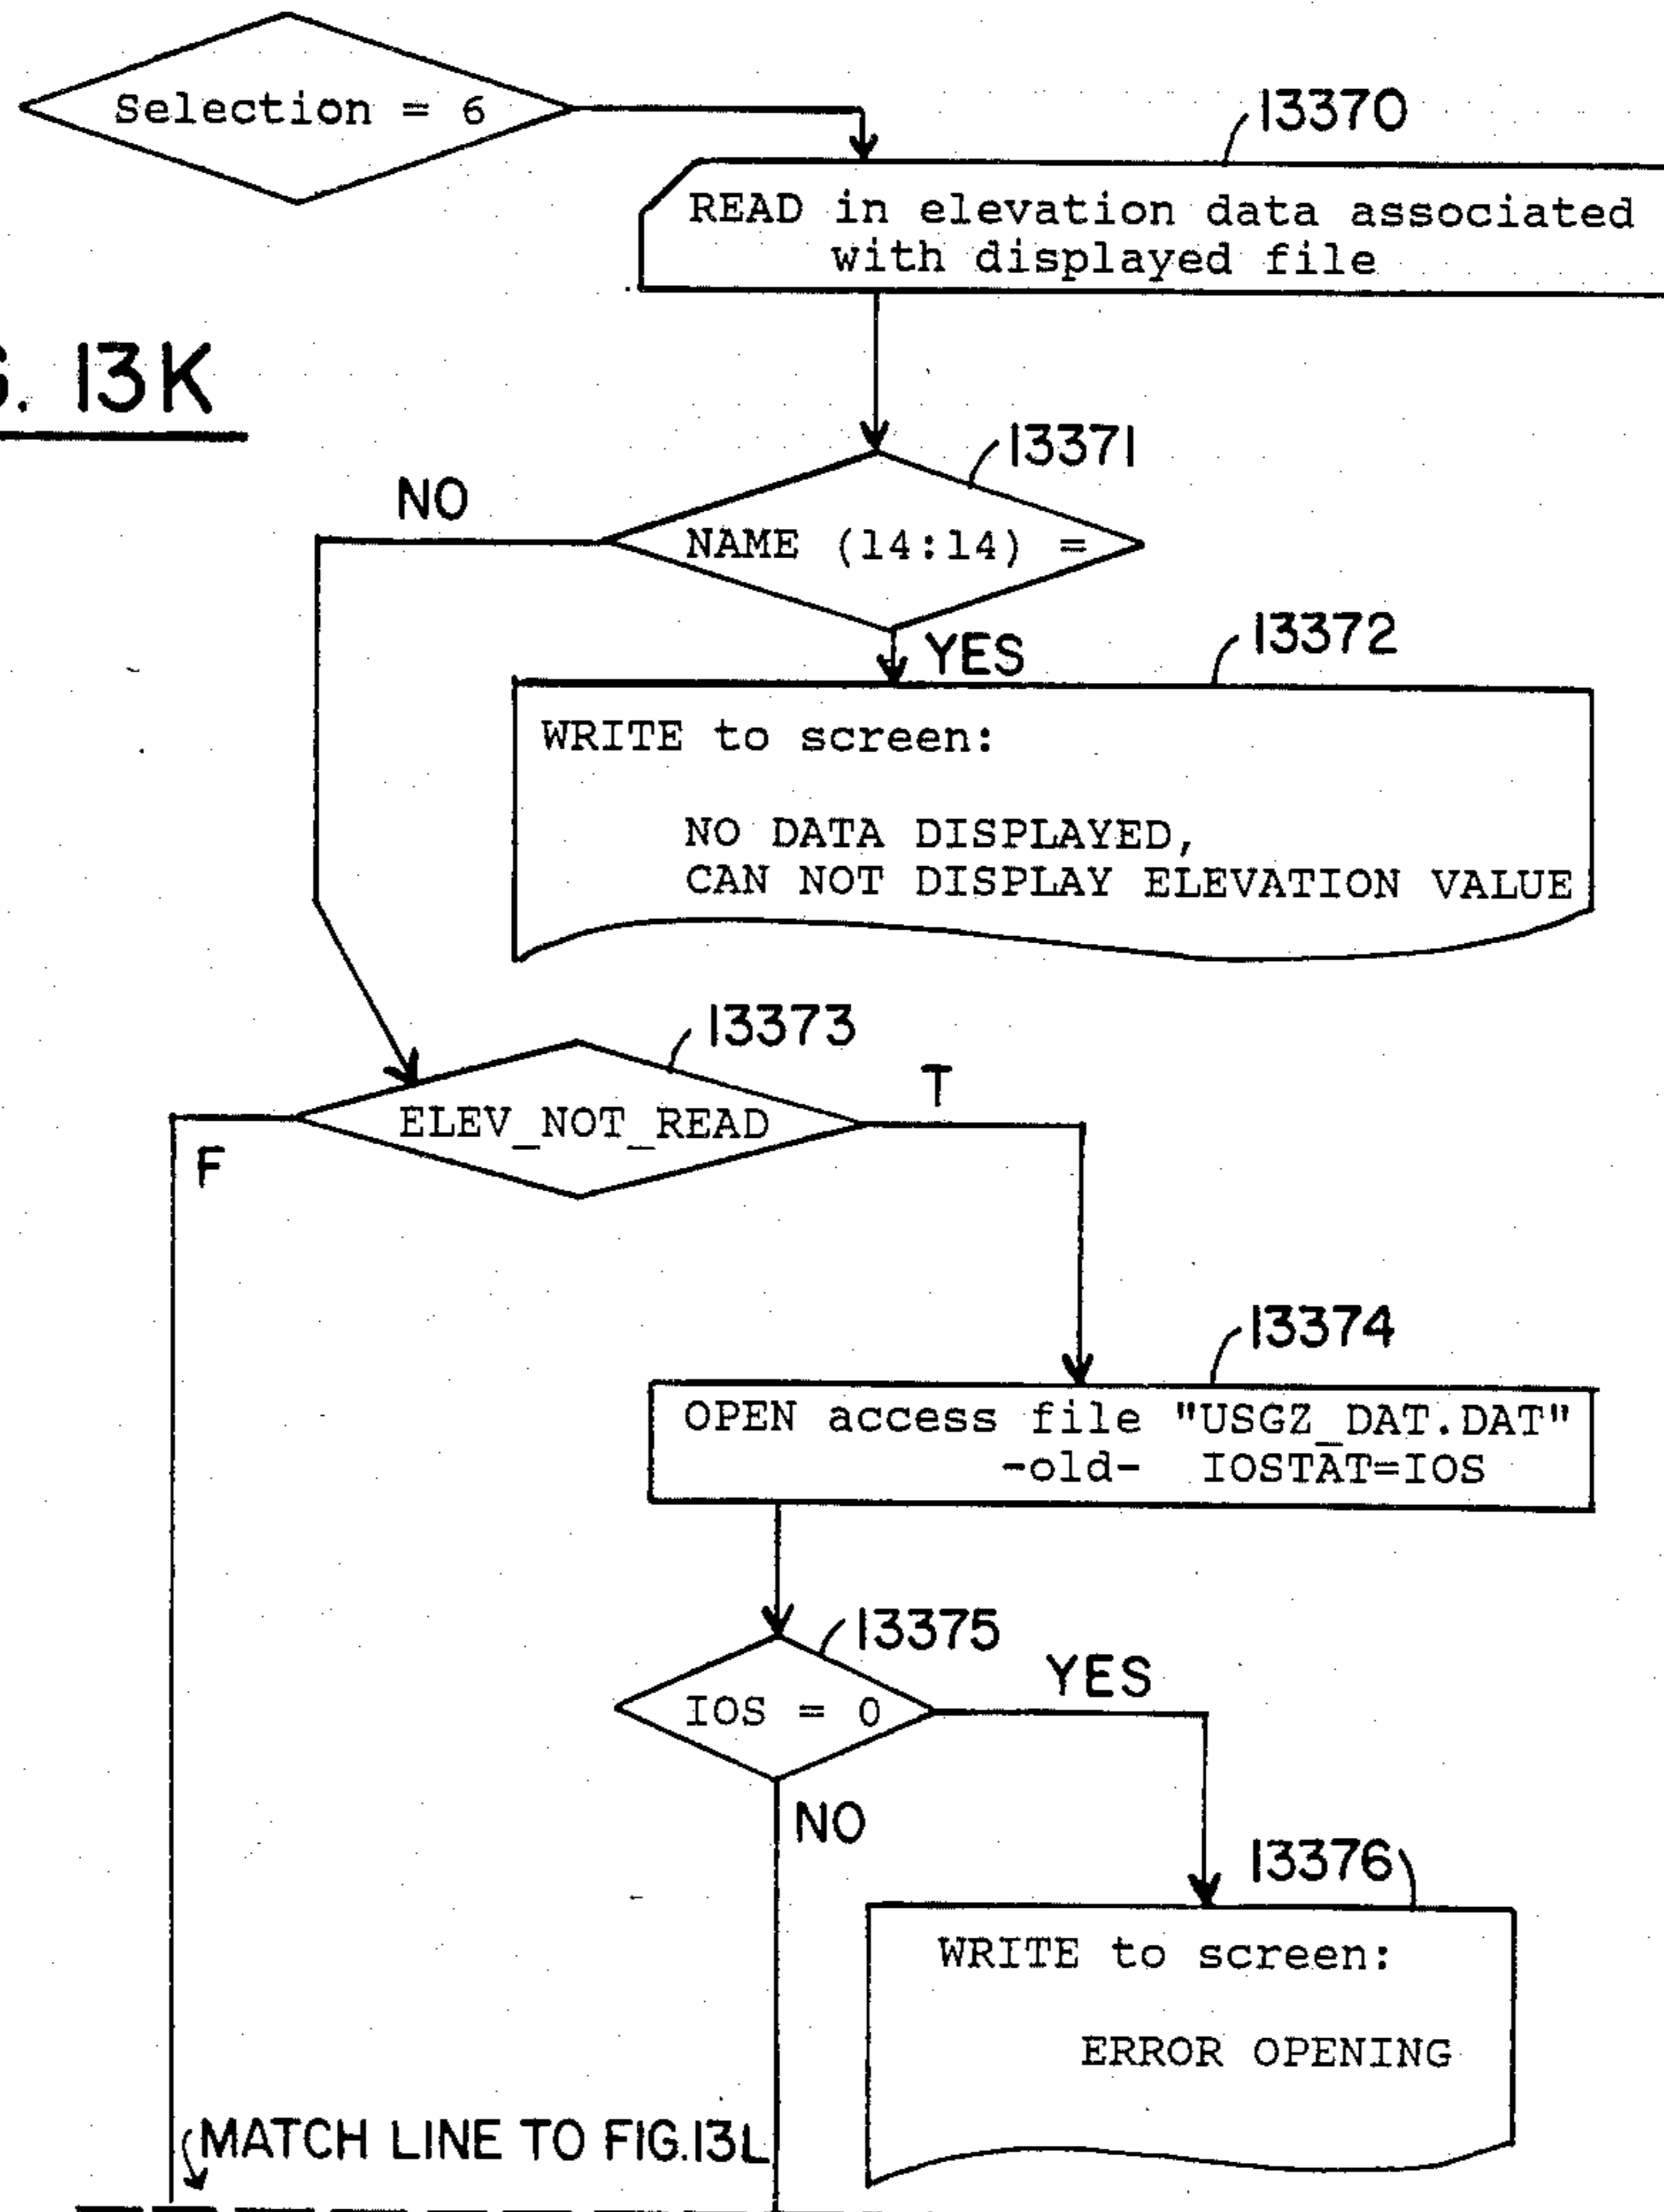 Selection = 6
13370
READ in elevation data associated
with displayed file
G. 13K
13371
NO
NAME (14:14) =
YES
13372
WRITE to screen:
NO DATA DISPLAYED,
CAN NOT DISPLAY ELEVATION VALUE
13373
T
ELEV_NOT_READ
F
13374
OPEN access file "USGZ_DAT.DAT"
-old- IOSTAT=IOS
13375
YES
IOS = 0
NO
13376
WRITE to screen:
ERROR OPENING
MATCH LINE TO FIG.13L